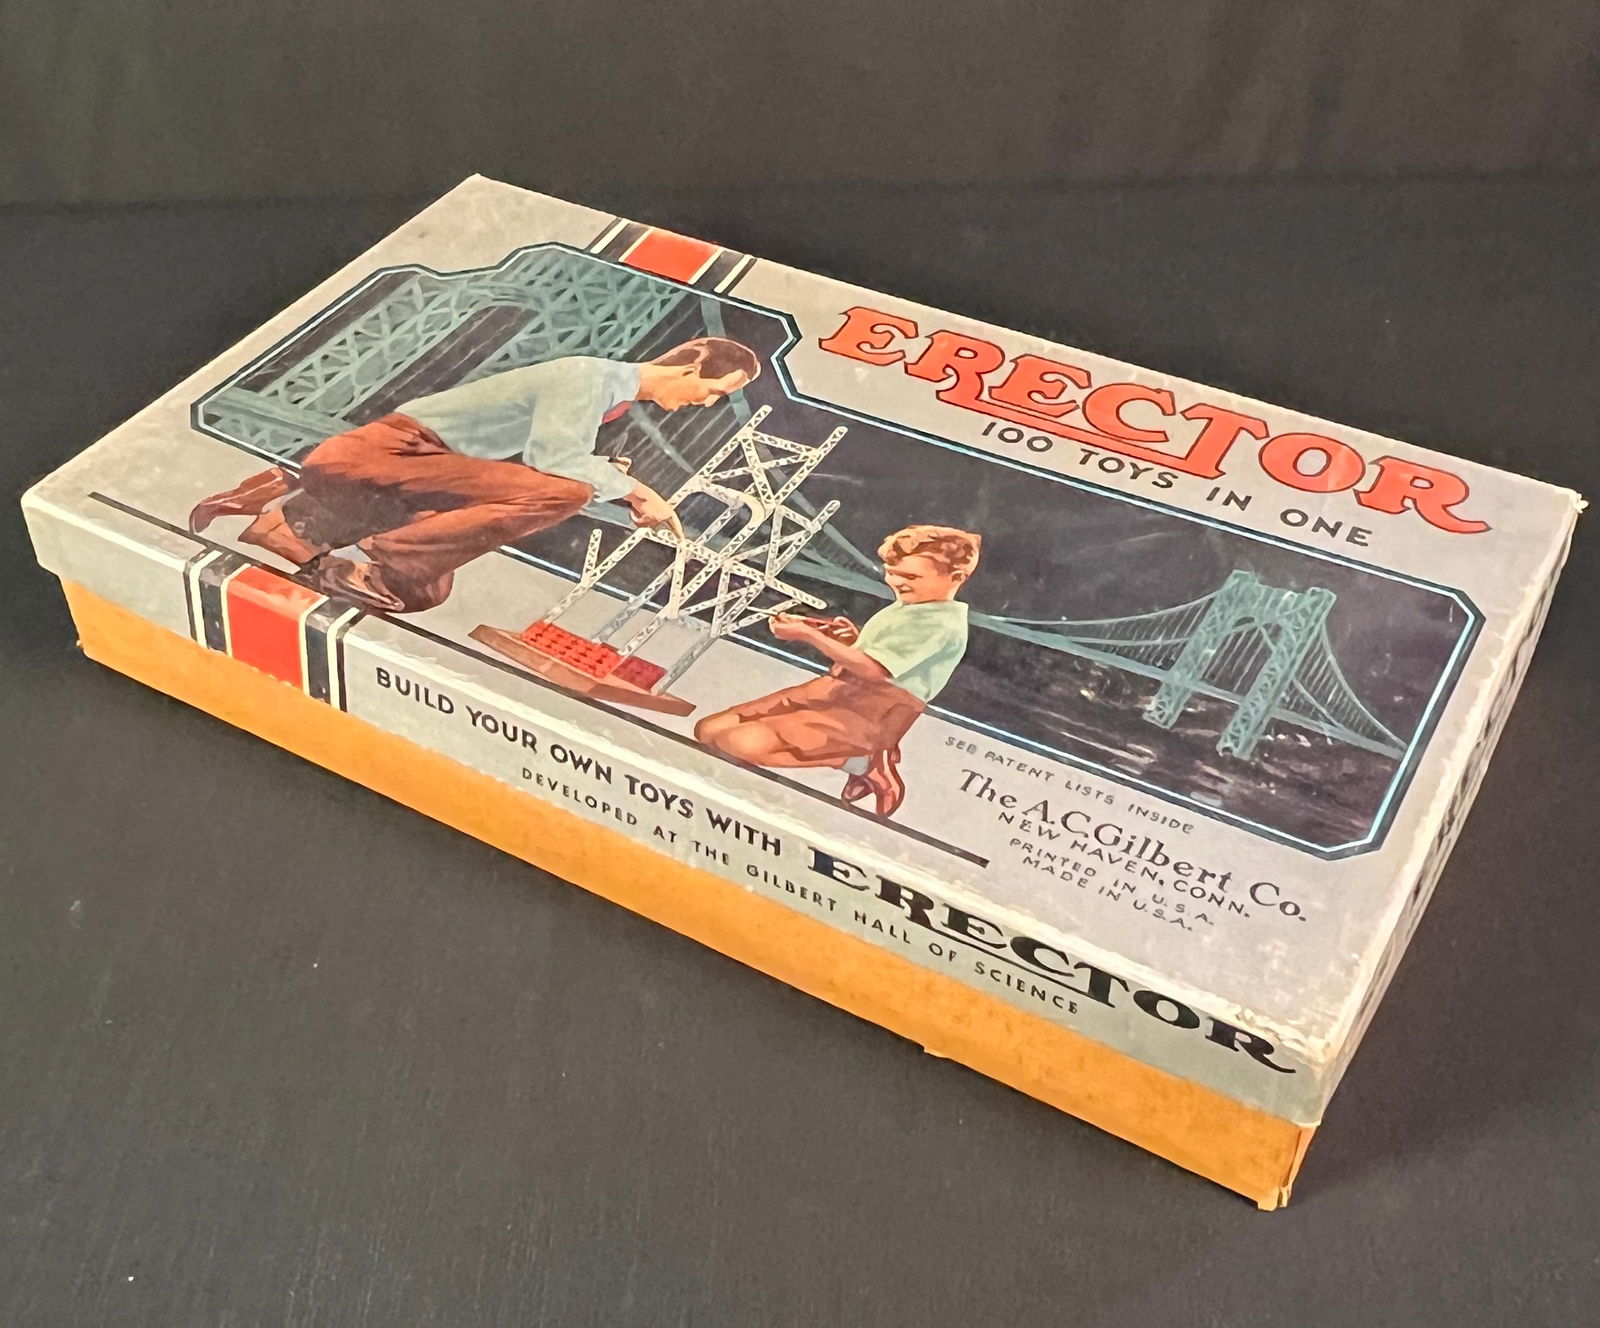 ERECTOR
100 TOYS IN ONE
SEE PATENT LISTS INSIDE
The A.C.Gilbert Co.
NEW HAVEN, CONN.
PRINTED IN U.S.A.
MADE IN U.S.A.
BUILD YOUR OWN TOYS WITH ERECTOR
DEVELOPED AT THE GILBERT HALL OF SCIENCE